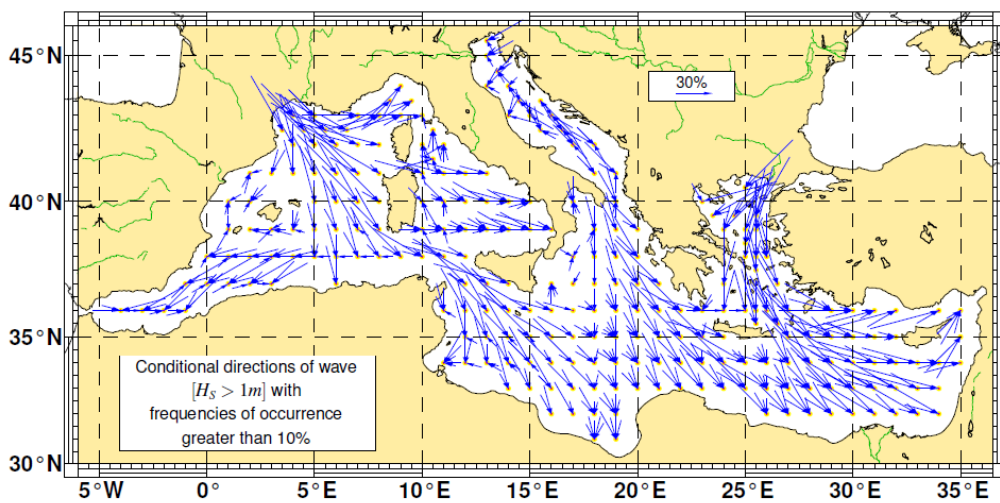 45°N
30%
40°N
35°N
Conditional directions of wave
[H_S > 1m] with
frequencies of occurrence
greater than 10%
30°N
5°W 0° 5°E 10°E 15°E 20°E 25°E 30°E 35°E